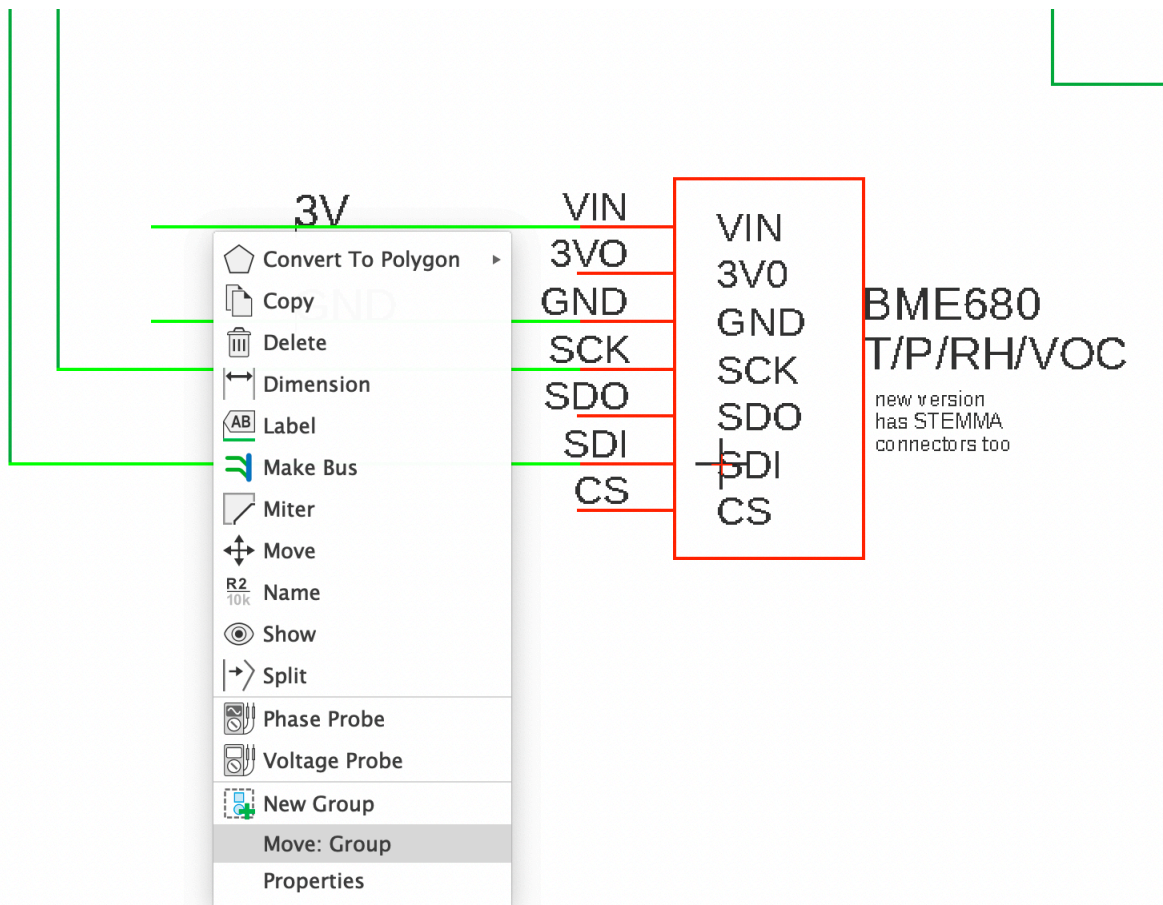 3V
VIN
3VO
GND
GND
SCK
SDO
SDI
CS
VIN
3V0
GND
SCK
SDO
SDI
CS
BME680
T/P/RH/VOC
new version
has STEMMA
connectors too
Convert To Polygon
Copy
Delete
Dimension
AB
Label
Make Bus
Miter
Move
R2
10k
Name
Show
Split
Phase Probe
Voltage Probe
New Group
Move: Group
Properties